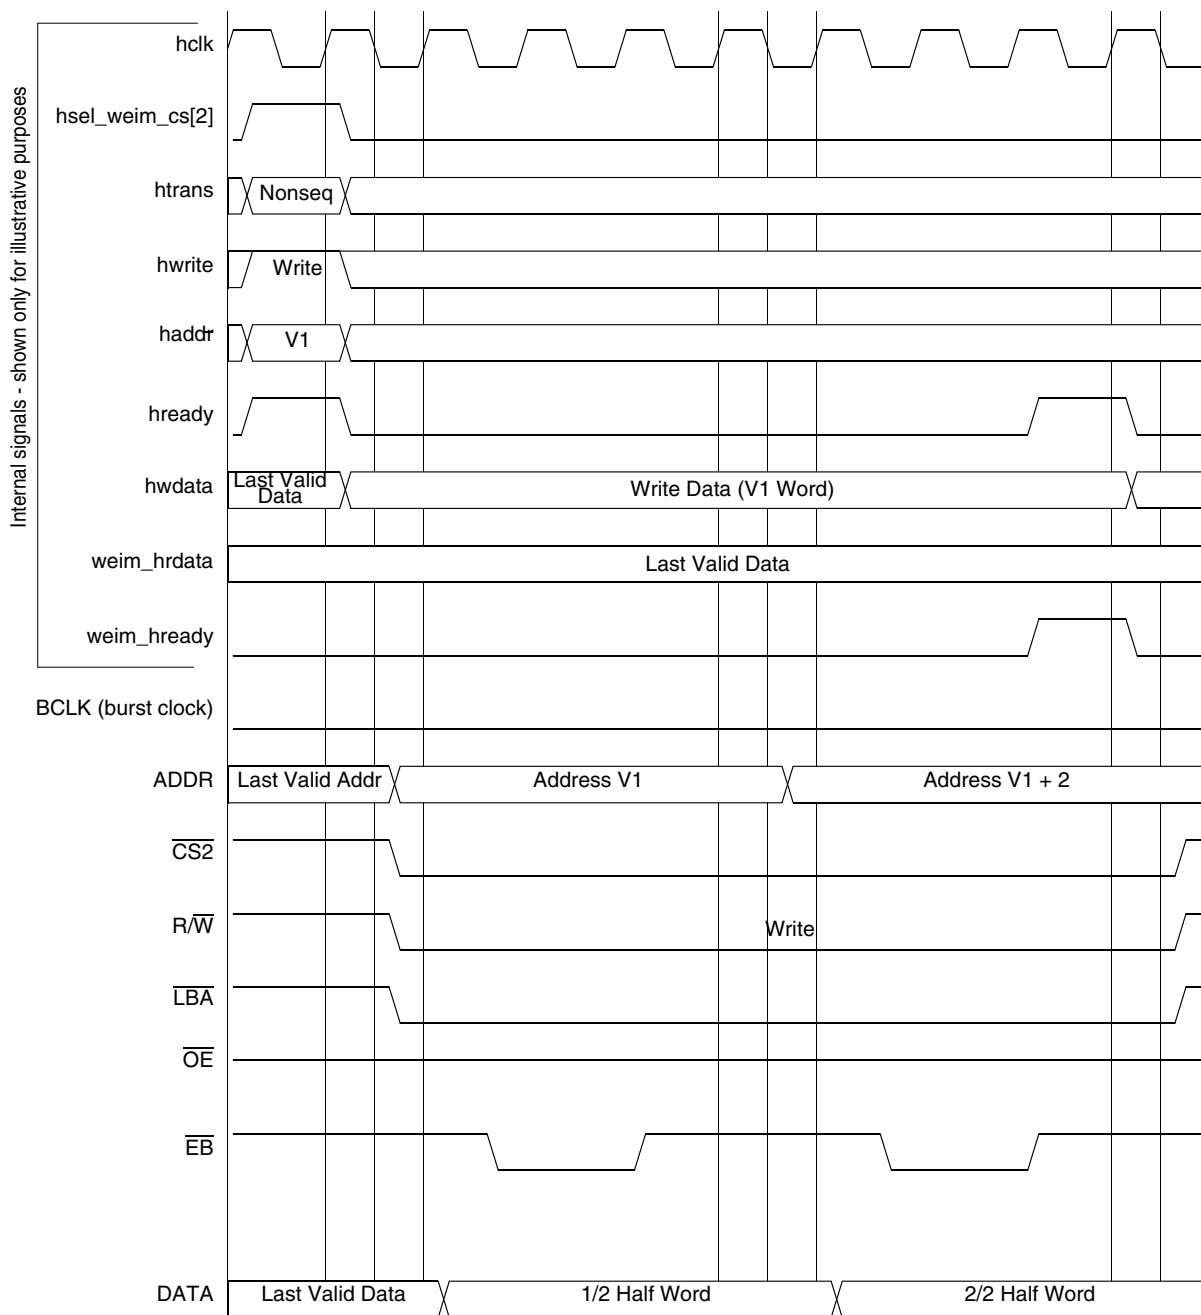 Internal signals - shown only for illustrative purposes
hclk
hsel_weim_cs[2]
htrans
Nonseq
hwrite
Write
haddr
V1
hready
hwdata
Last Valid
Data
Write Data (V1 Word)
weim_hrdata
Last Valid Data
weim_hready
BCLK (burst clock)
ADDR
Last Valid Addr
Address V1
Address V1 + 2
CS2
R/W
Write
LBA
OE
EB
DATA
Last Valid Data
1/2 Half Word
2/2 Half Word